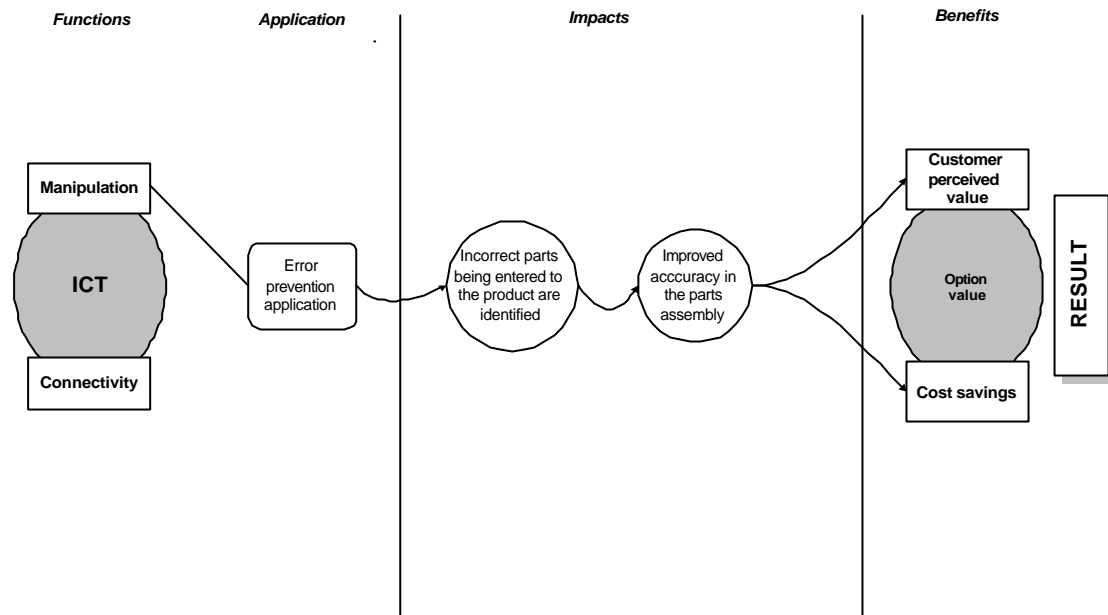 Functions
Application
Impacts
Benefits
Manipulation
ICT
Connectivity
Error
prevention
application
Incorrect parts
being entered to
the product are
identified
Improved
acccuracy in
the parts
assembly
Customer
perceived
value
Option
value
Cost savings
RESULT